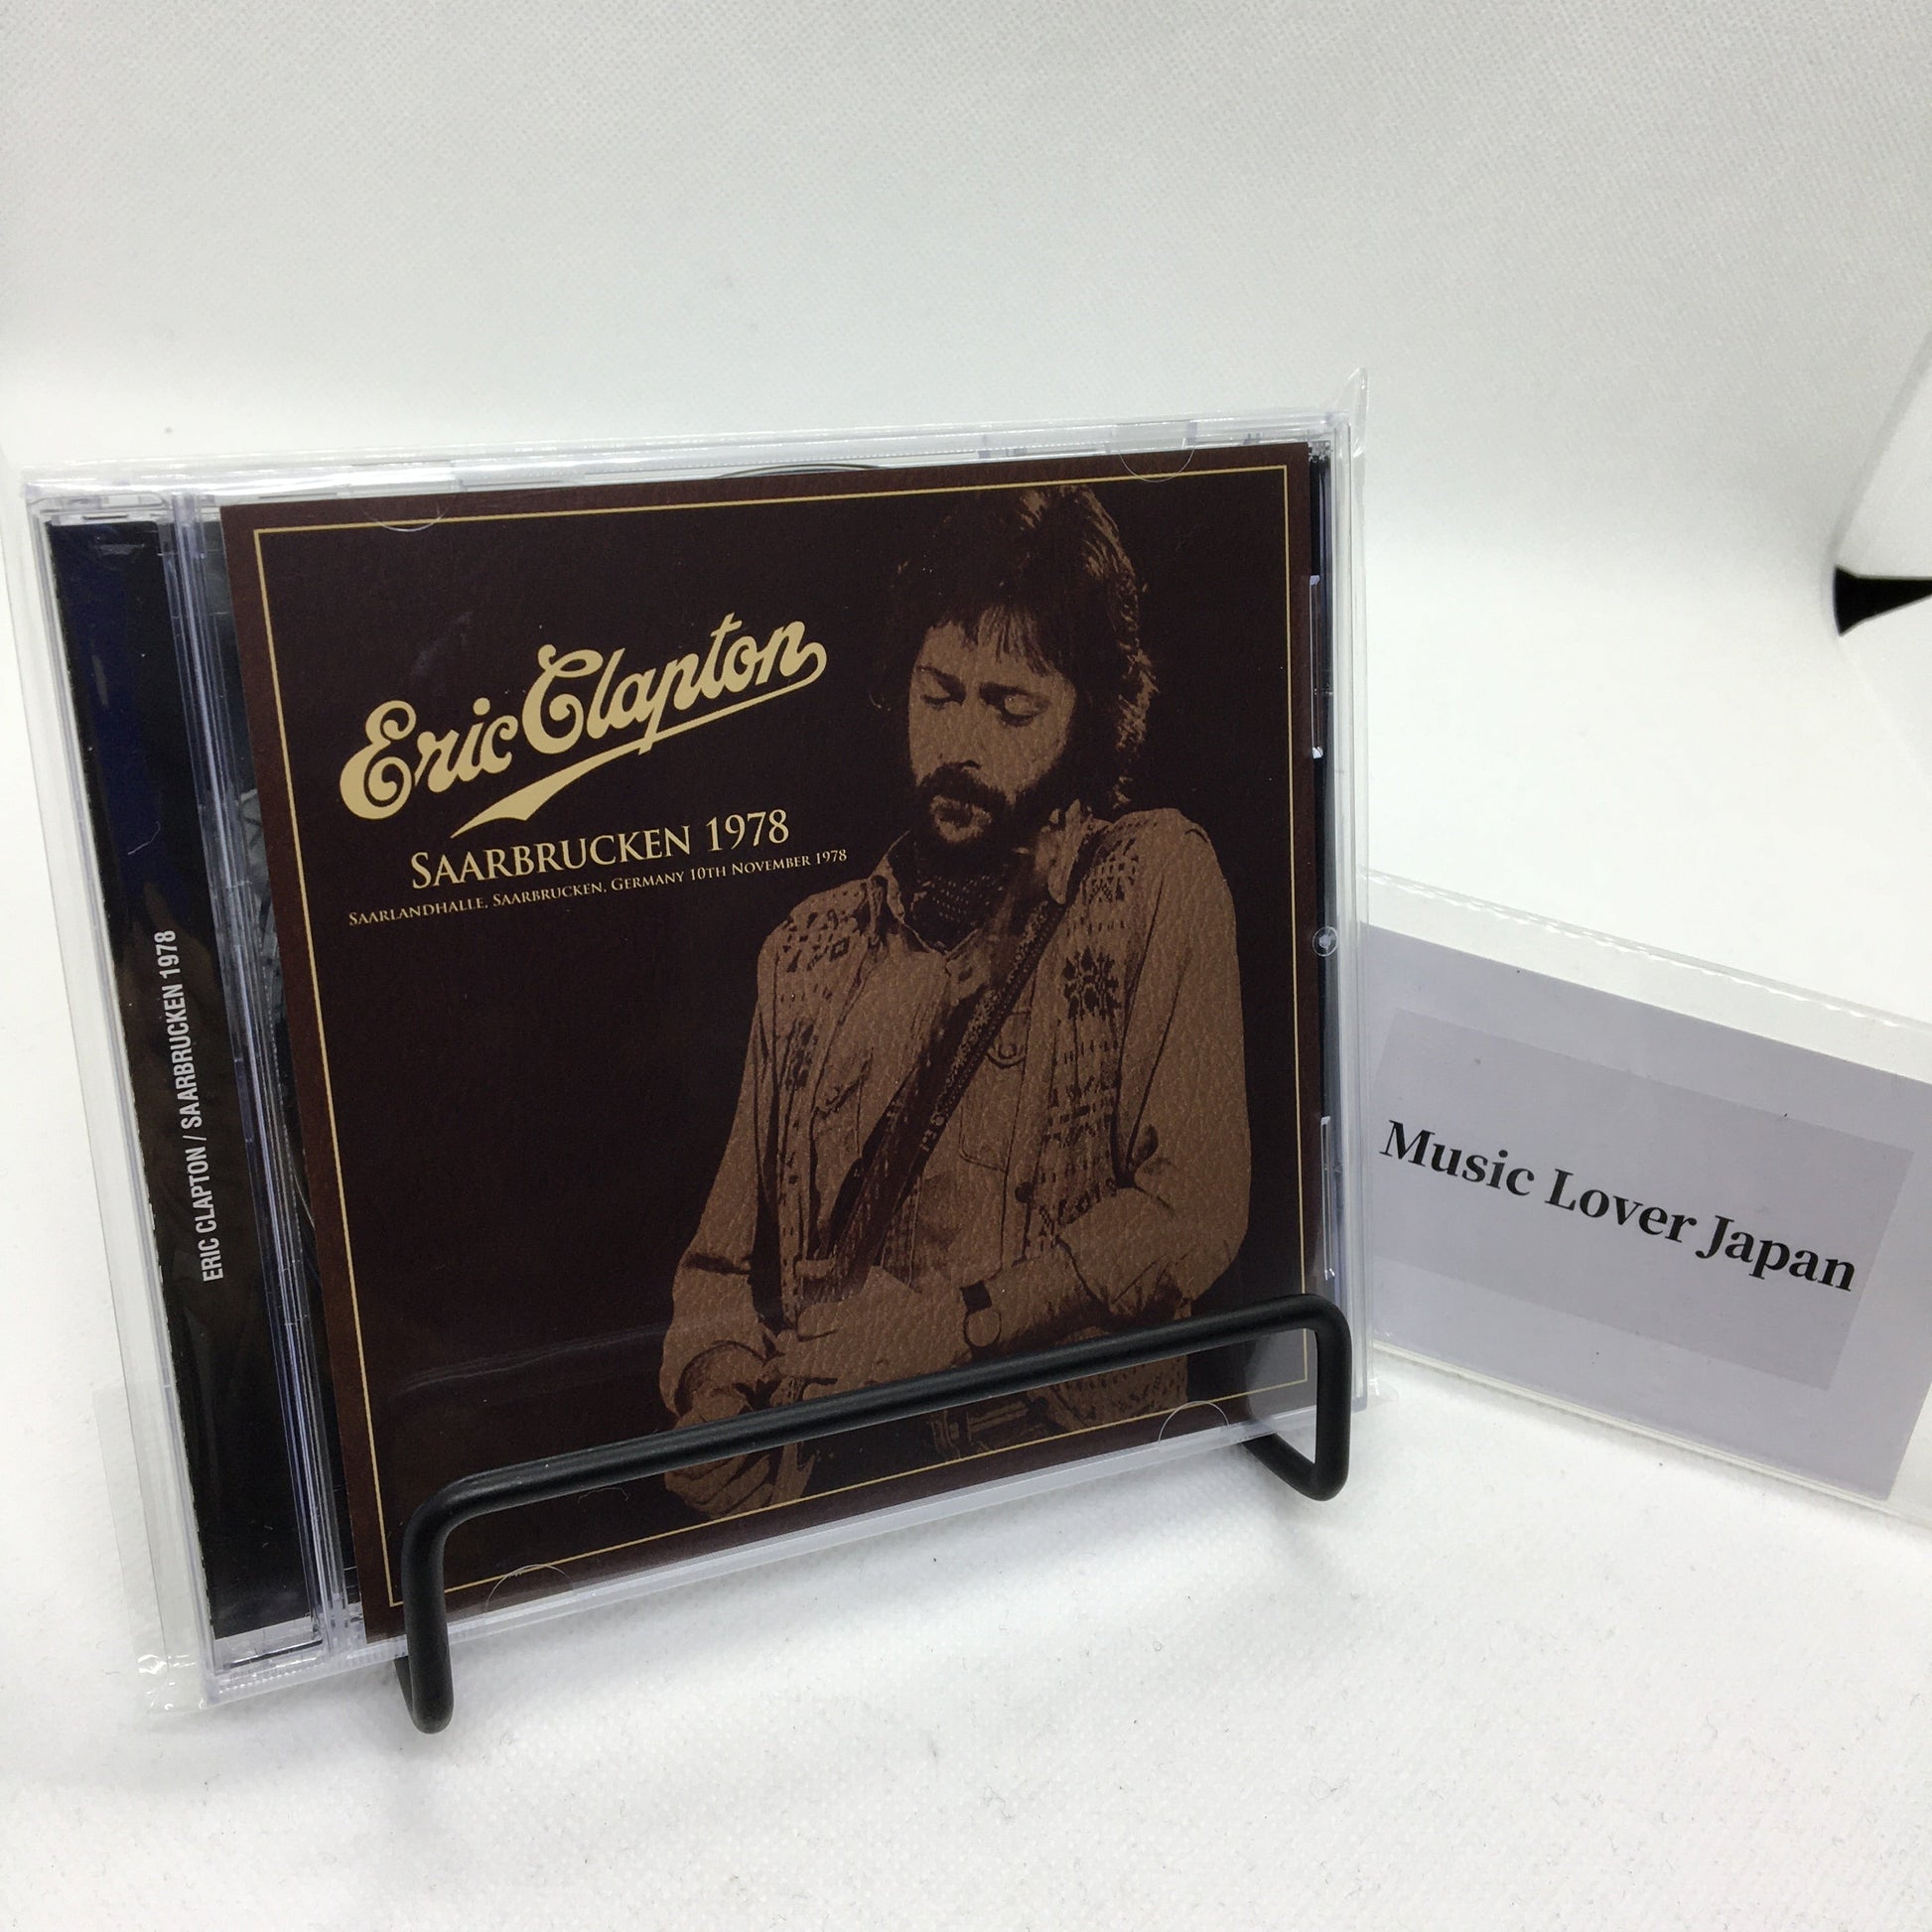 Eric Clapton
SAARBRUCKEN 1978
SAARLANDHALLE, SAARBRUCKEN, GERMANY 10TH NOVEMBER 1978
ERIC CLAPTON / SAARBRUCKEN 1978
Music Lover Japan